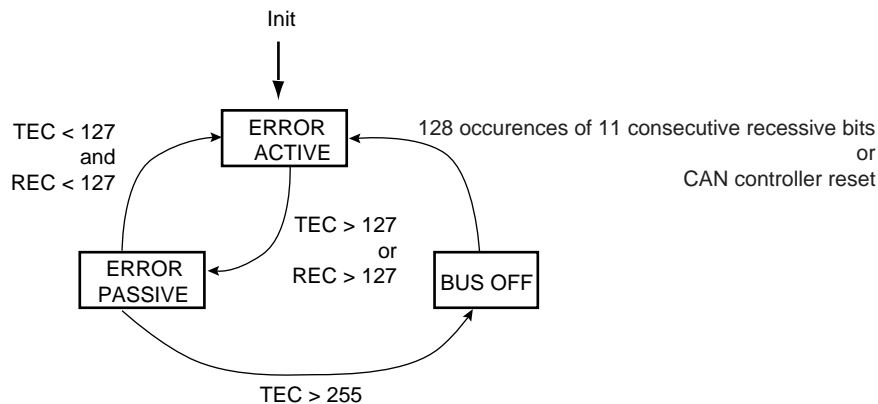 Init
TEC < 127
and
REC < 127
ERROR
ACTIVE
128 occurences of 11 consecutive recessive bits
or
CAN controller reset
TEC > 127
or
REC > 127
ERROR
PASSIVE
BUS OFF
TEC > 255